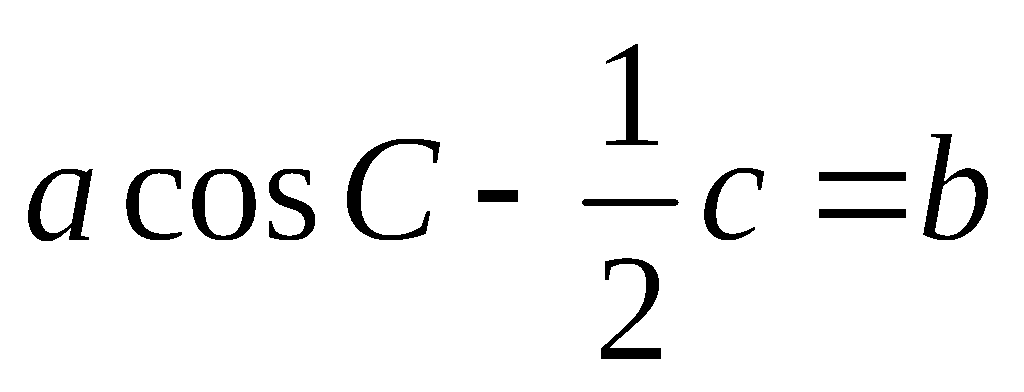 a cos C - 1/2 c = b